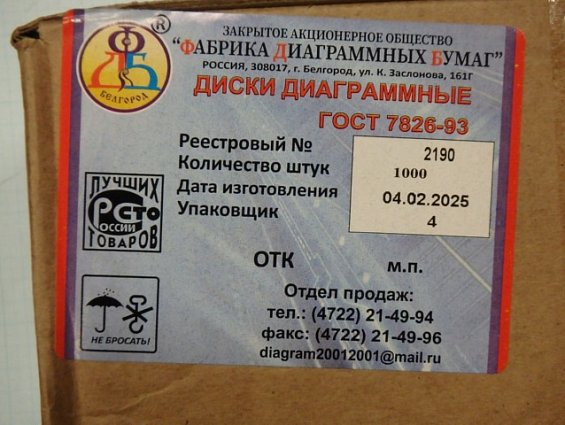 ®
ФДБ
БЕЛГОРОД
ЗАКРЫТОЕ АКЦИОНЕРНОЕ ОБЩЕСТВО
"ФАБРИКА ДИАГРАММНЫХ БУМАГ"
РОССИЯ, 308017, г. Белгород, ул. К. Заслонова, 161Г
ДИСКИ ДИАГРАММНЫЕ
ГОСТ 7826-93
Реестровый № 2190
Количество штук 1000
Дата изготовления 04.02.2025
Упаковщик 4
ЛУЧШИХ
СТО
РОССИИ
ТОВАРОВ
ОТК м.п.
НЕ БРОСАТЬ!
Отдел продаж:
тел.: (4722) 21-49-94
факс: (4722) 21-49-96
diagram20012001@mail.ru